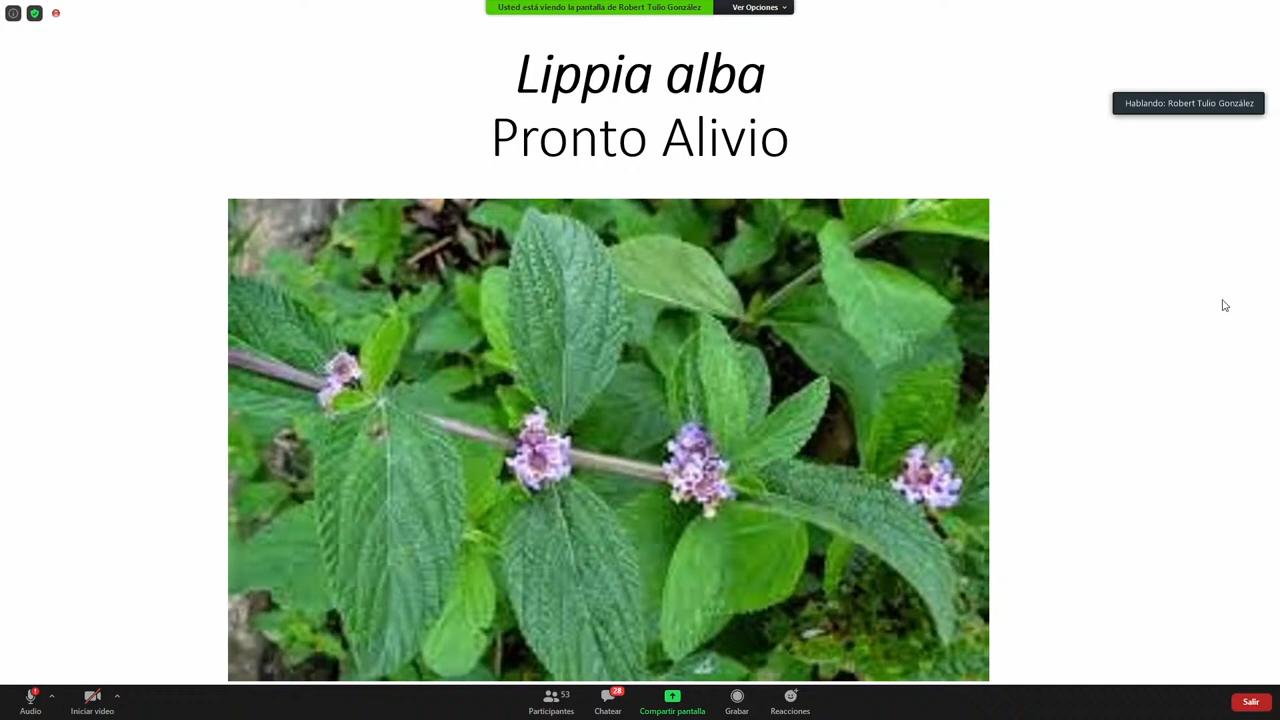 Usted está viendo la pantalla de Robert Tulio González
Ver Opciones
Lippia alba
Pronto Alivio
Hablando: Robert Tulio González
Audio
Iniciar video
Participantes
53
Chatear
28
Compartir pantalla
Grabar
Reacciones
Salir